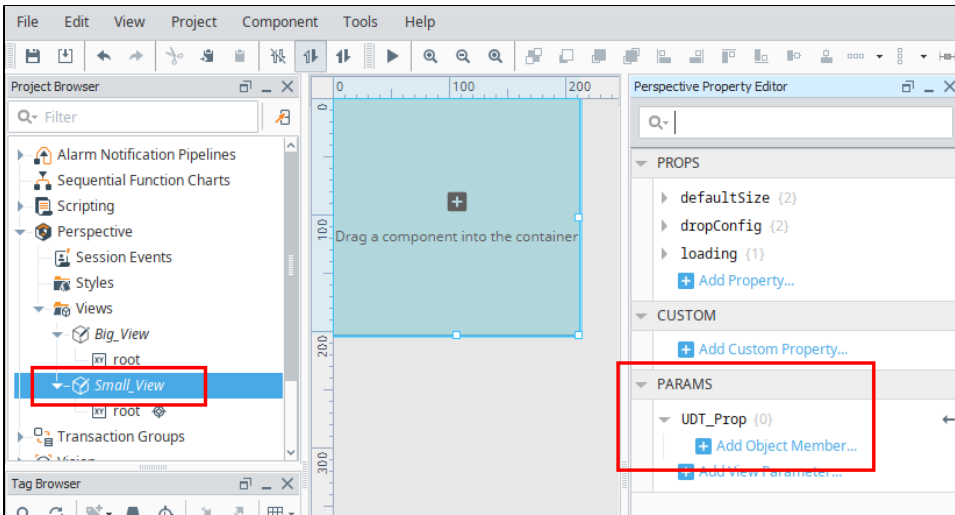 File Edit View Project Component Tools Help
Project Browser
Filter
Alarm Notification Pipelines
Sequential Function Charts
Scripting
Perspective
Session Events
Styles
Views
Big_View
root
Small_View
root
Transaction Groups
Vision
Tag Browser
0 100 200
0
100
200
300
Drag a component into the container
Perspective Property Editor
PROPS
defaultSize {2}
dropConfig {2}
loading {1}
Add Property...
CUSTOM
Add Custom Property...
PARAMS
UDT_Prop {0}
Add Object Member...
Add View Parameter...